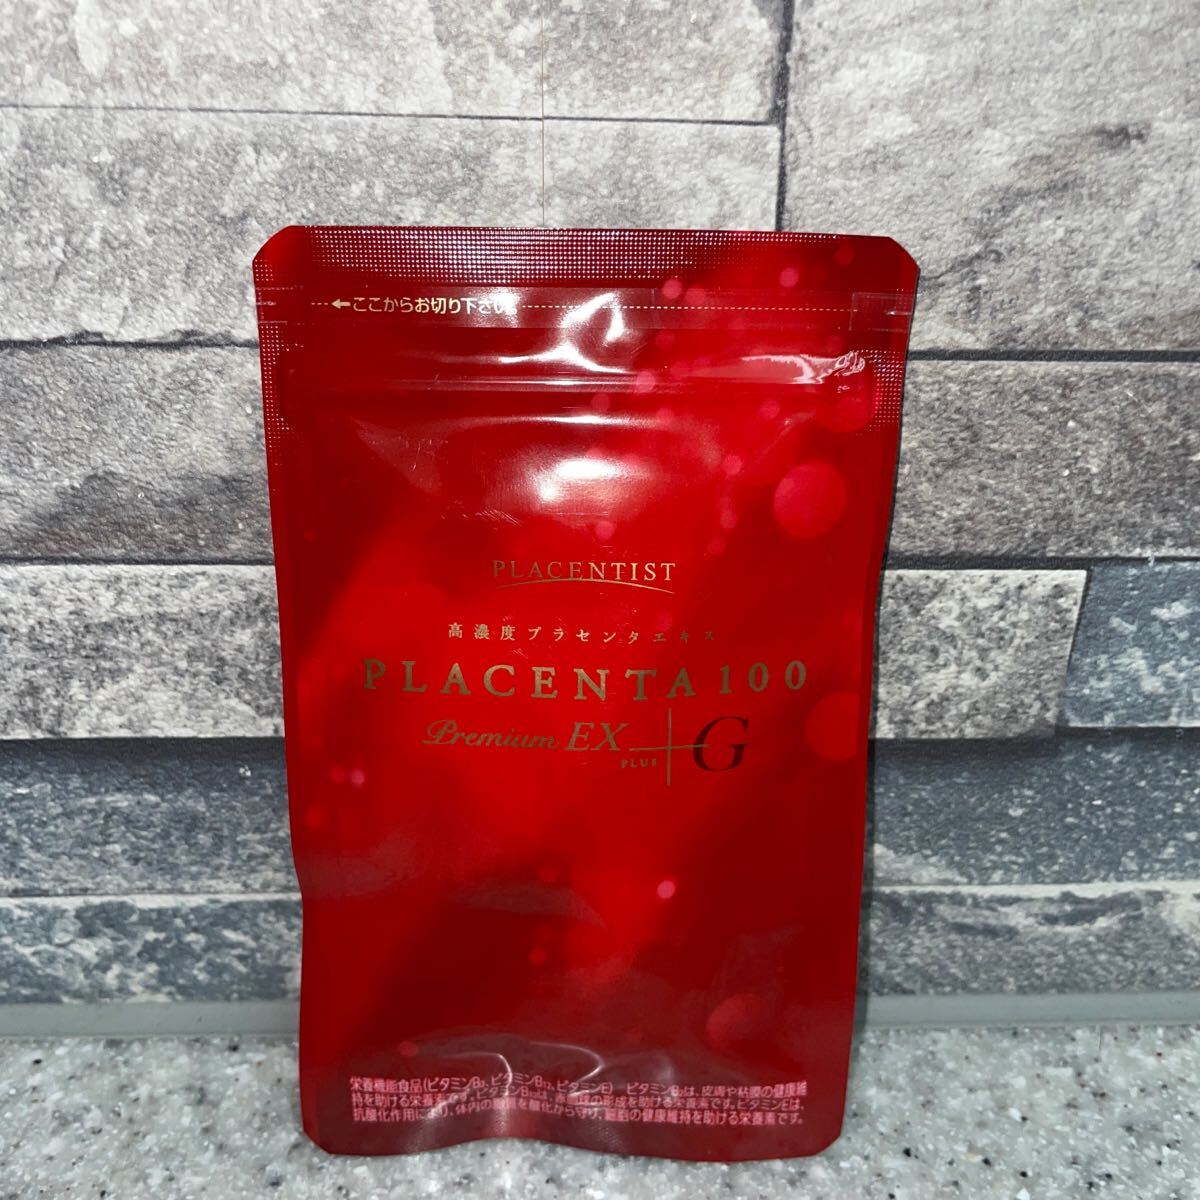 ←ここからお切り下さい
PLACENTIST
高濃度プラセンタエキス
PLACENTA 100
Premium EX
PLUS
G
栄養機能食品(ビタミンB₂、ビタミンB₁₂、ビタミンE) ビタミンB₂は、皮膚や粘膜の健康維
持を助ける栄養素です。ビタミンB₁₂は、赤血球の形成を助ける栄養素です。ビタミンEは、
抗酸化作用により、体内の脂質を酸化から守り、細胞の健康維持を助ける栄養素です。